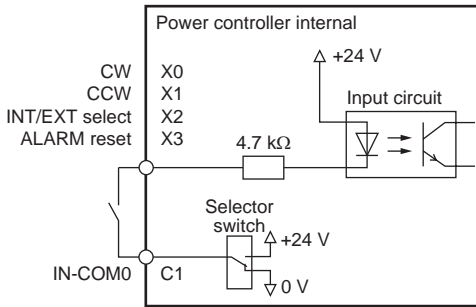 Power controller internal
+24 V
CW X0
CCW X1
INT/EXT select X2
ALARM reset X3
Input circuit
4.7 kΩ
Selector
switch
+24 V
IN-COM0 C1
0 V